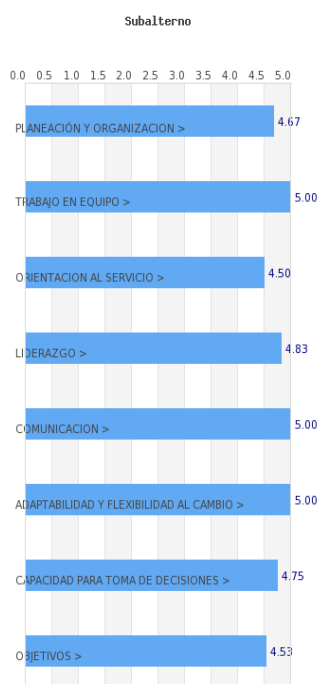 Subalterno
0.0 0.5 1.0 1.5 2.0 2.5 3.0 3.5 4.0 4.5 5.0
PLANEACIÓN Y ORGANIZACION > 4.67
TRABAJO EN EQUIPO > 5.00
ORIENTACION AL SERVICIO > 4.50
LIDERAZGO > 4.83
COMUNICACION > 5.00
ADAPTABILIDAD Y FLEXIBILIDAD AL CAMBIO > 5.00
CAPACIDAD PARA TOMA DE DECISIONES > 4.75
OBJETIVOS > 4.53